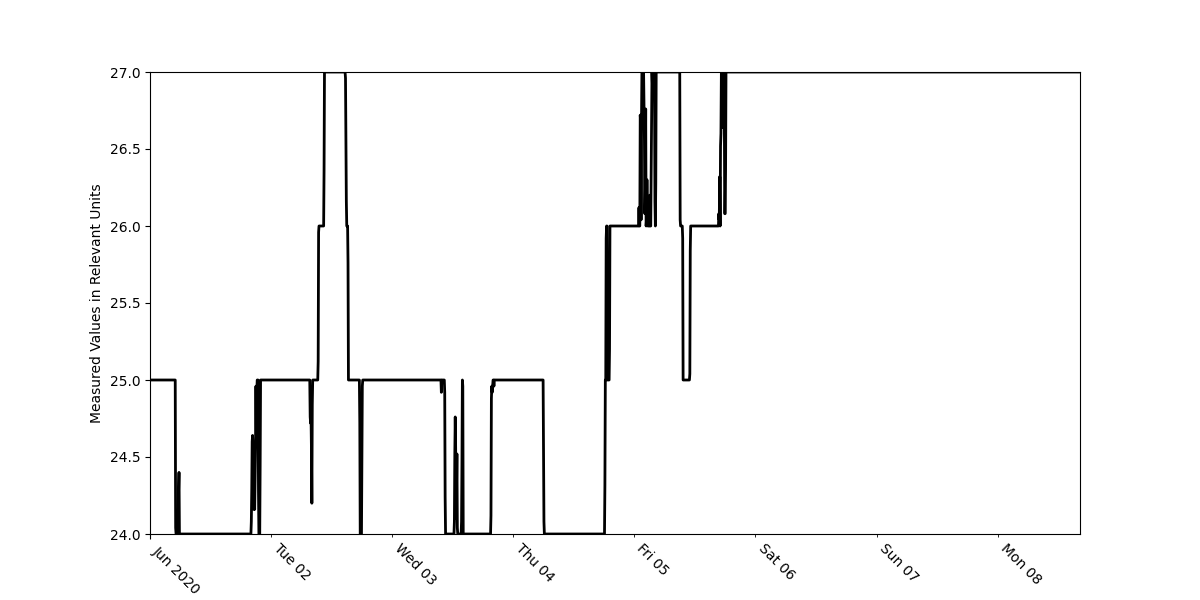 27.0
26.5
26.0
25.5
25.0
24.5
24.0
Measured Values in Relevant Units
Jun 2020
Tue 02
Wed 03
Thu 04
Fri 05
Sat 06
Sun 07
Mon 08